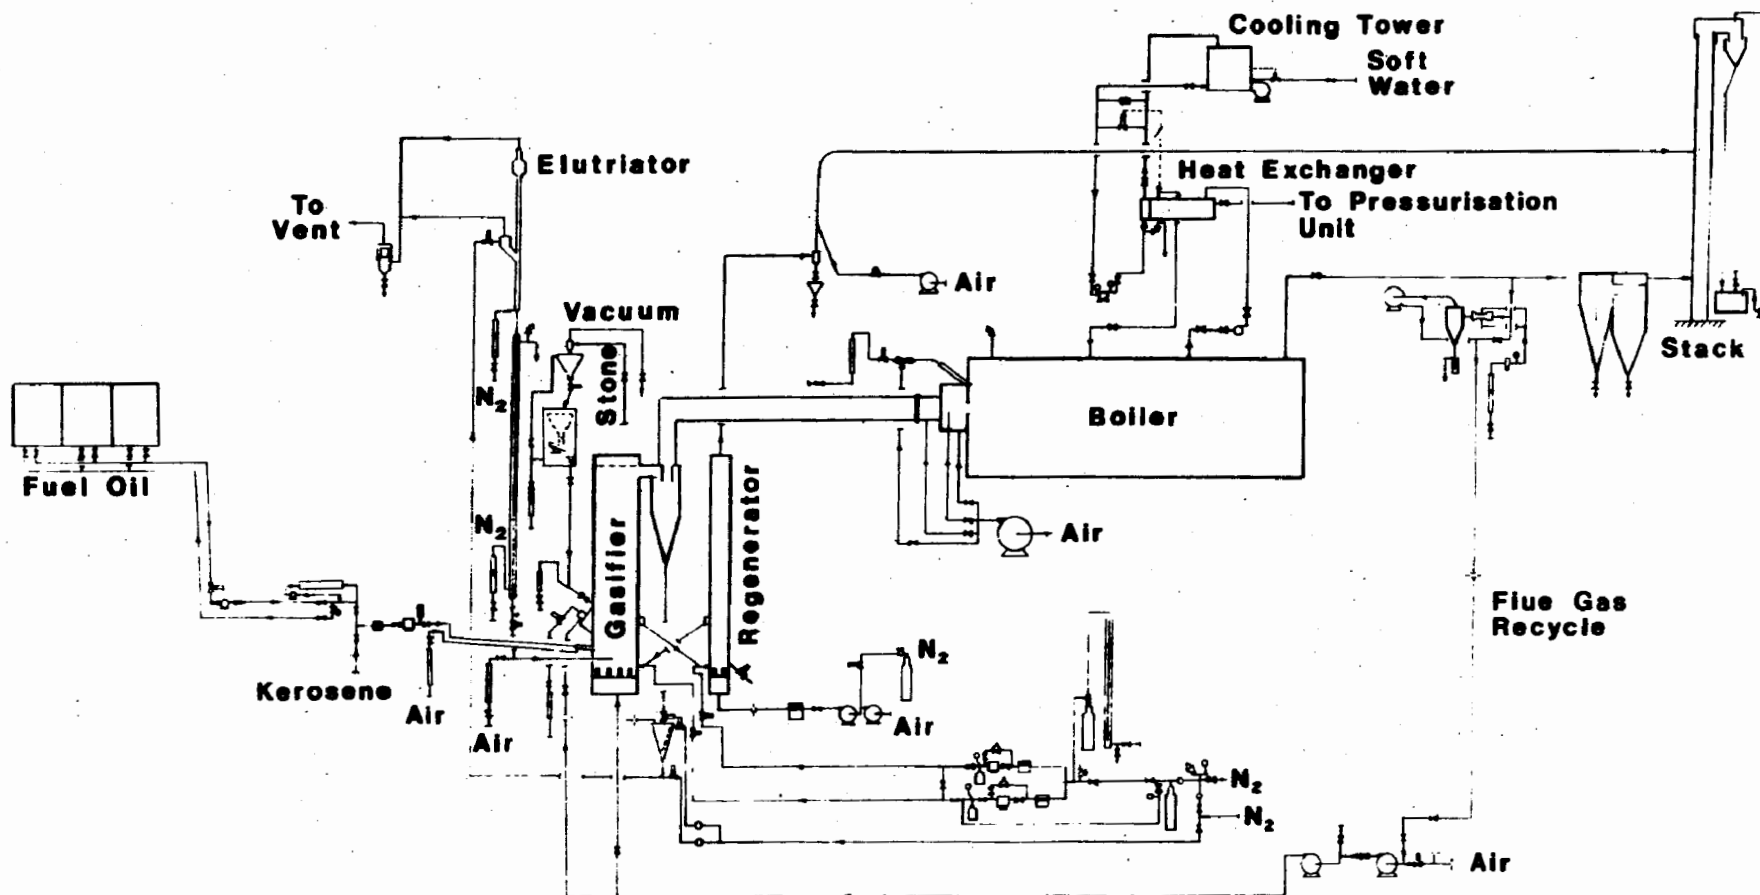 Cooling Tower
Soft
Water
Elutriator
Heat Exchanger
To
Vent
To Pressurisation
Unit
Air
Vacuum
Stone
Stack
N2
Boiler
Fuel Oil
N2
Air
Gasifier
Regenerator
Flue Gas
Recycle
Kerosene
N2
Air
Air
Air
N2
N2
Air